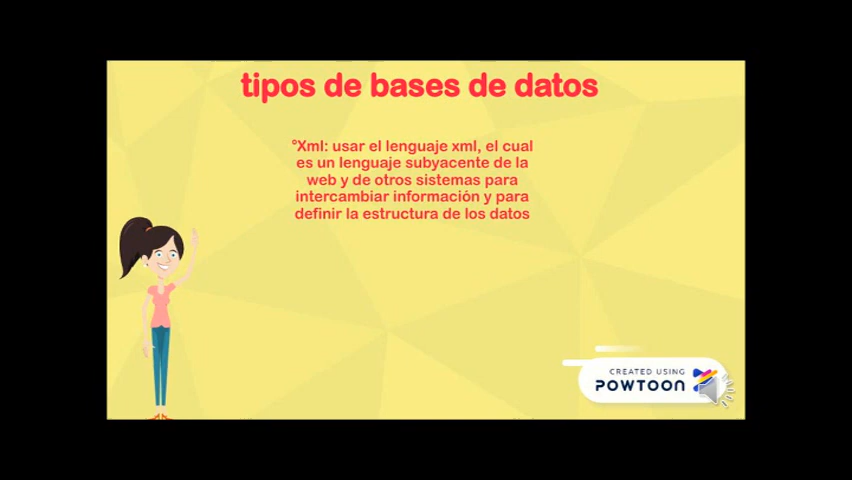 tipos de bases de datos
°Xml: usar el lenguaje xml, el cual
es un lenguaje subyacente de la
web y de otros sistemas para
intercambiar información y para
definir la estructura de los datos
CREATED USING
POWTOON